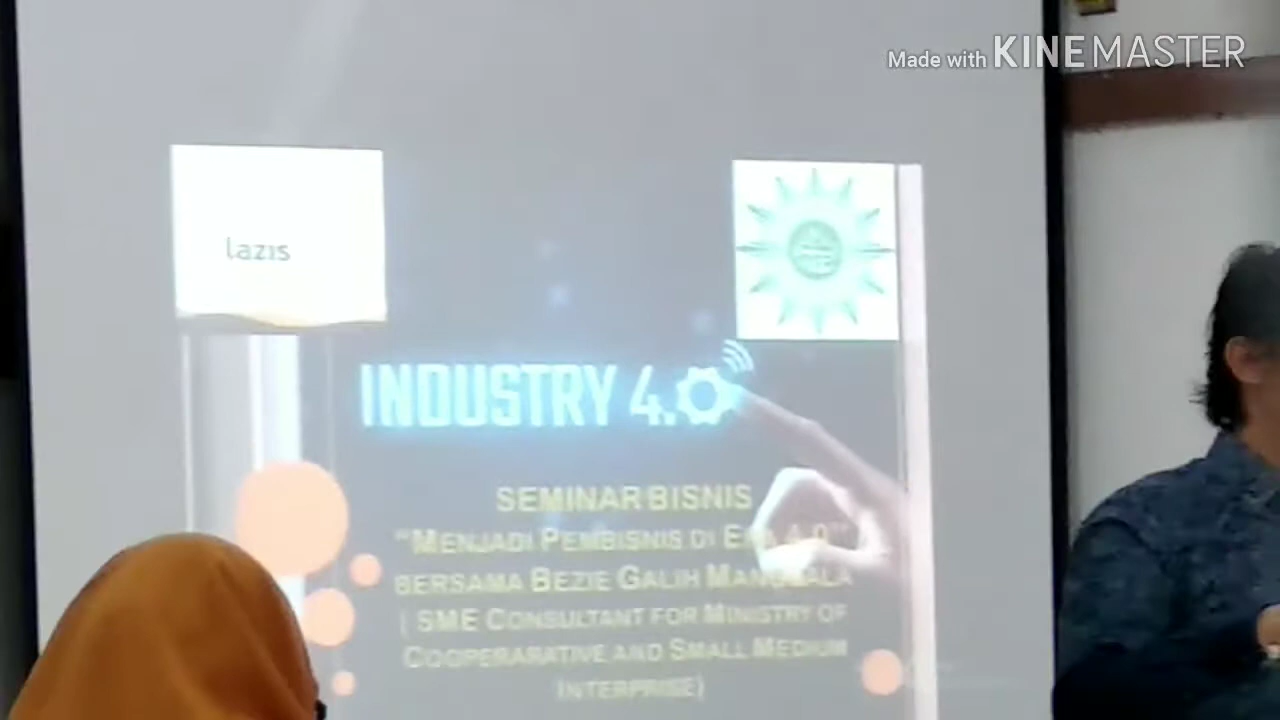 Made with KINEMASTER
lazis
INDUSTRY 4.0
SEMINAR BISNIS
"MENJADI PEMBISNIS DI ERA 4.0"
BERSAMA BEZIE GALIH MANGGALA
( SME CONSULTANT FOR MINISTRY OF
COOPERARATIVE AND SMALL MEDIUM
INTERPRISE)